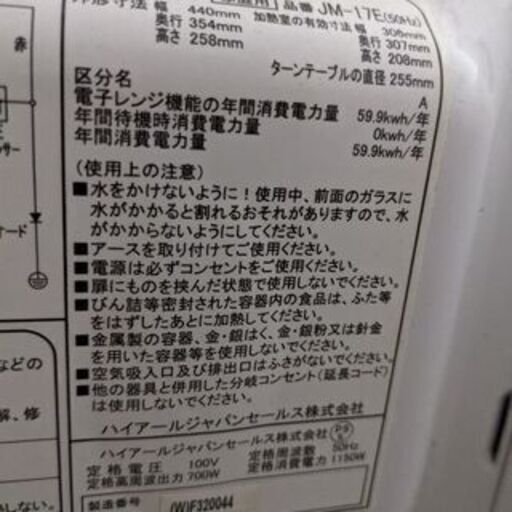 外形寸法 幅 440mm
奥行 354mm
高さ 258mm
家庭用 品番 JM-17E(50Hz)
加熱室の有効寸法 幅 306mm
奥行 307mm
高さ 208mm
ターンテーブルの直径 255mm
区分名 A
電子レンジ機能の年間消費電力量 59.9kwh/年
年間待機時消費電力量 0kwh/年
年間消費電力量 59.9kwh/年
(使用上の注意)
■水をかけないように！使用中、前面のガラスに
水がかかると割れるおそれがありますので、水
がかからないようにしてください。
■アースを取り付けてご使用ください。
■電源は必ずコンセントをご使用ください。
■扉にものを挟んだ状態で使用しないでください。
■びん詰等密封された容器内の食品は、ふた等
をはずしたあとに加熱してください。
■金属製の容器、金・銀はく、金・銀粉又は針金
を用いた容器等を使用しないでください。
■空気吸入口及び排出口はふさがないでください。
■他の器具と併用した分岐コンセント(延長コード)
は使用しないでください。
ハイアールジャパンセールス株式会社
ハイアールジャパンセールス株式会社
定格電圧 100V
定格周波数 50Hz
定格高周波出力 700W
定格消費電力 1150W
製造番号 (W)F320044
赤
サー
オード
などの
解、修
しない。